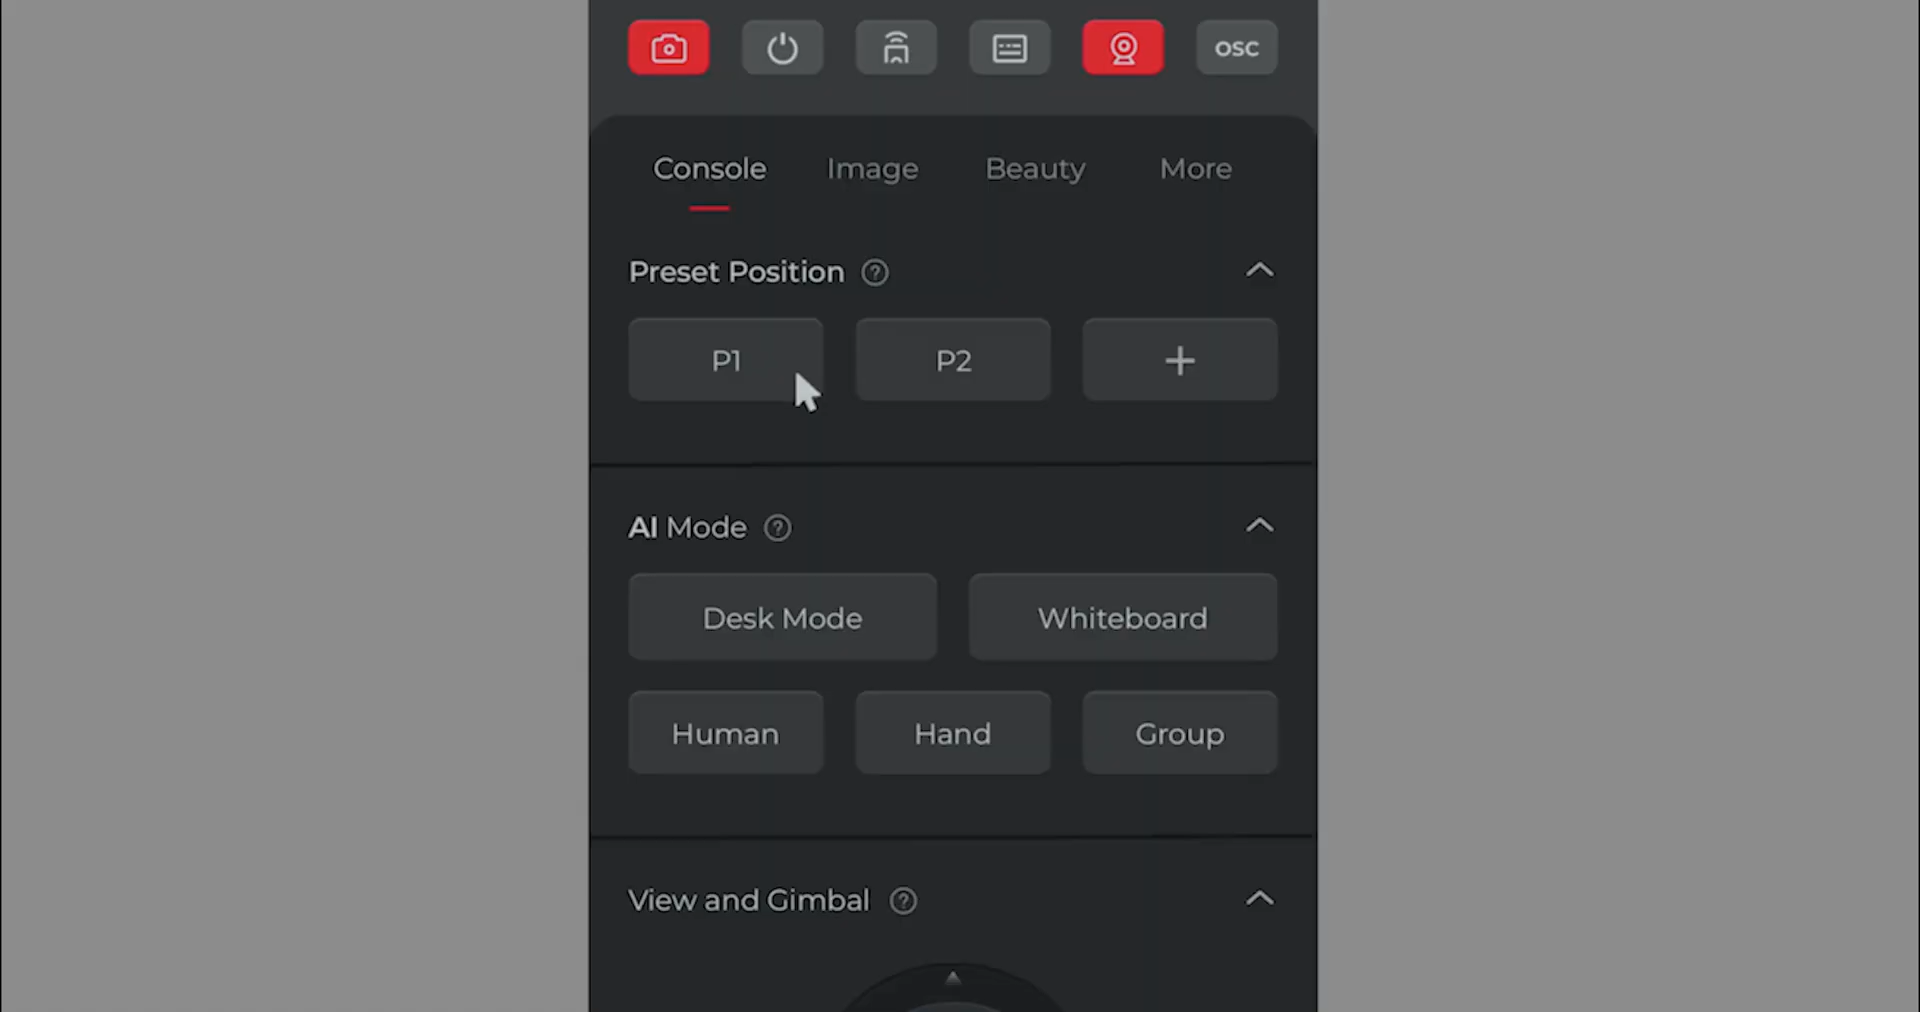 OSC
Console Image Beauty More
Preset Position ?
P1 P2 +
AI Mode ?
Desk Mode Whiteboard
Human Hand Group
View and Gimbal ?